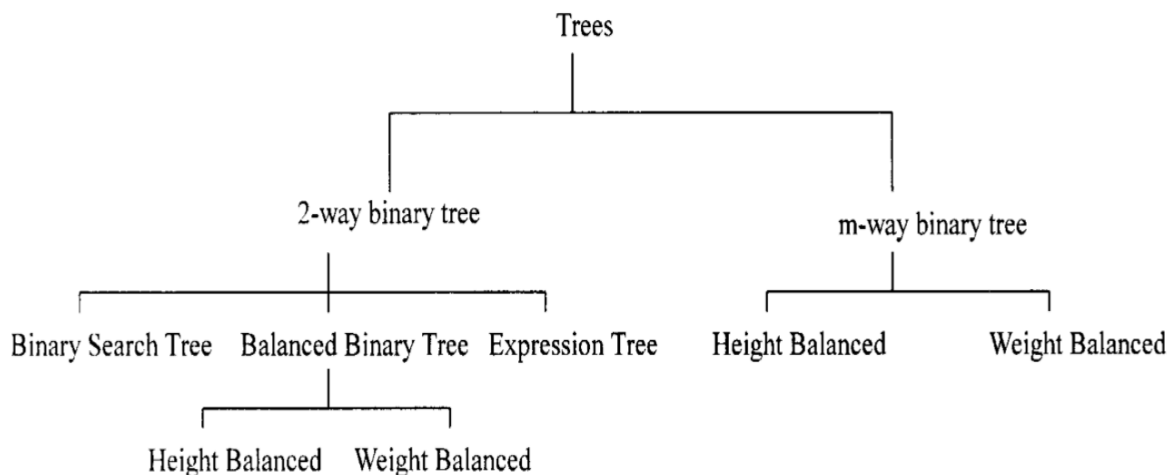 Trees
2-way binary tree
m-way binary tree
Binary Search Tree Balanced Binary Tree Expression Tree Height Balanced Weight Balanced
Height Balanced Weight Balanced